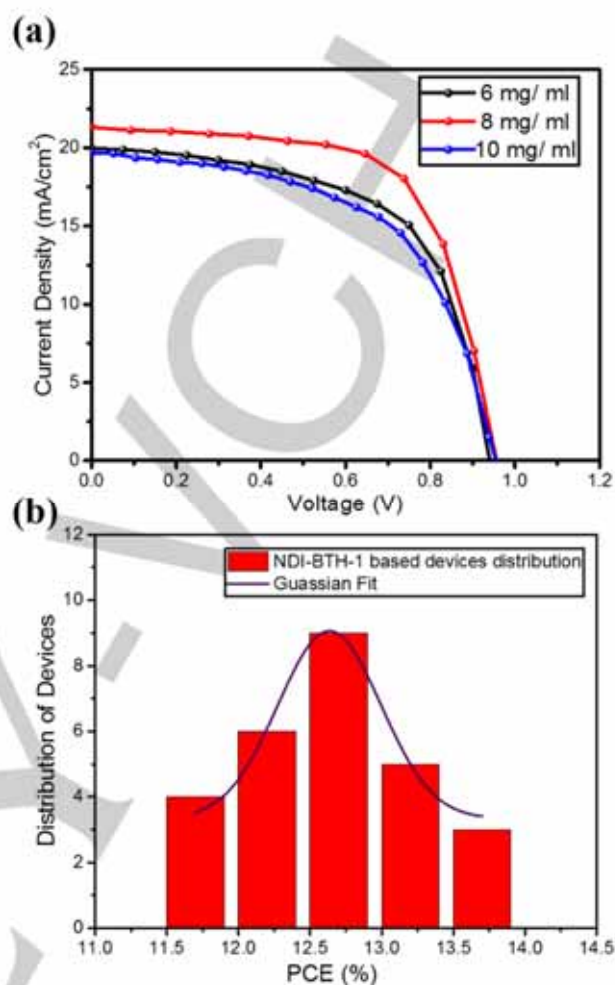 (a)
25
20
15
10
5
0
Current Density (mA/cm²)
6 mg/ ml
8 mg/ ml
10 mg/ ml
0.0 0.2 0.4 0.6 0.8 1.0 1.2
Voltage (V)
(b)
12
10
8
6
4
2
0
Distribution of Devices
NDI-BTH-1 based devices distribution
Guassian Fit
11.0 11.5 12.0 12.5 13.0 13.5 14.0 14.5
PCE (%)